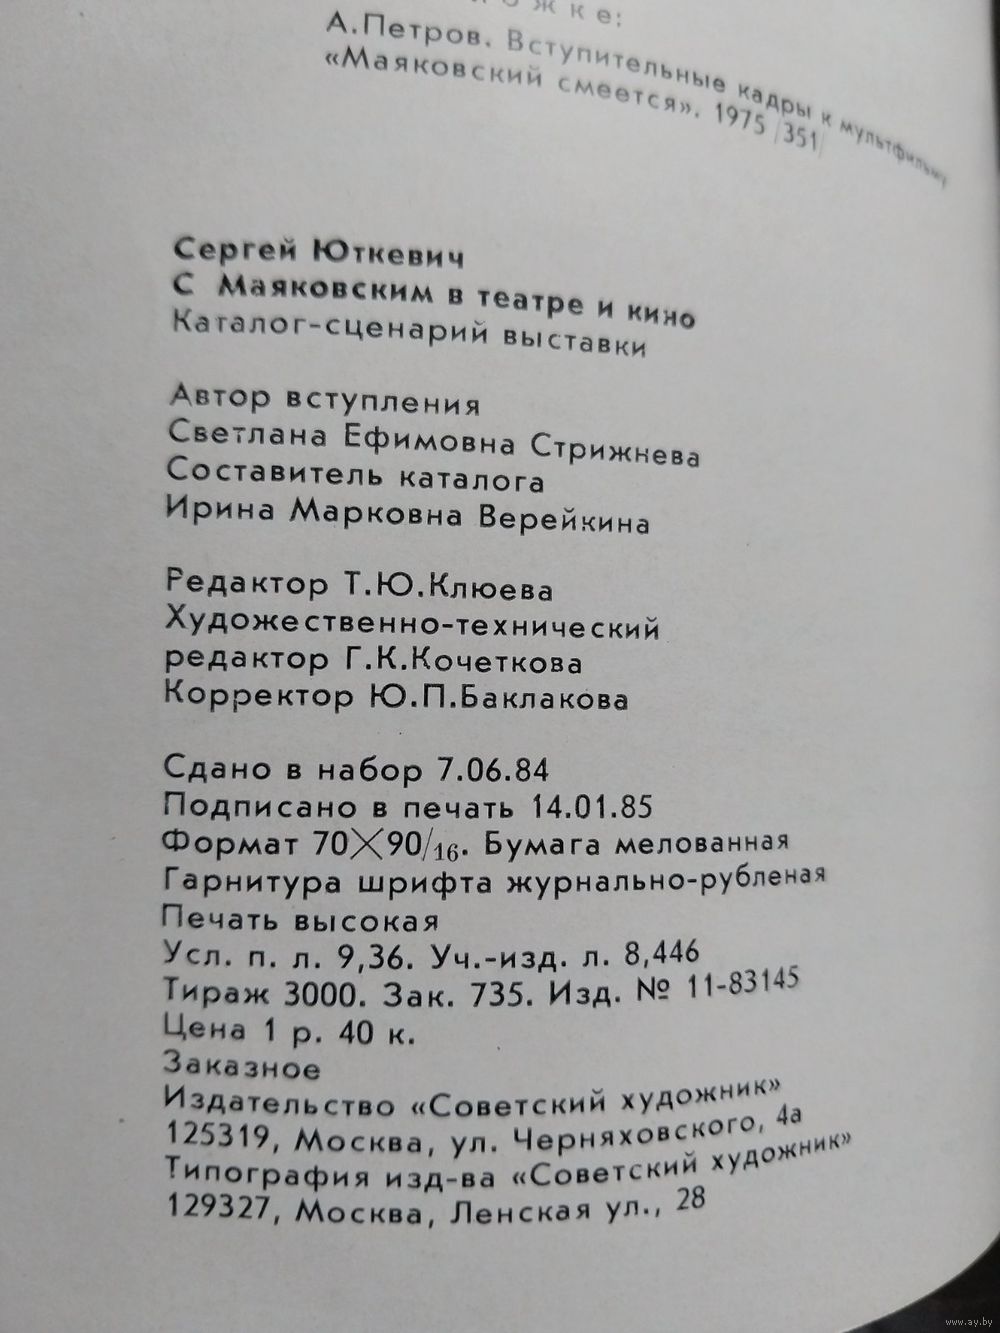 А.Петров. Вступительные кадры к мультфильму
«Маяковский смеется». 1975 /351/
Сергей Юткевич
С Маяковским в театре и кино
Каталог-сценарий выставки
Автор вступления
Светлана Ефимовна Стрижнева
Составитель каталога
Ирина Марковна Верейкина
Редактор Т.Ю.Клюева
Художественно-технический
редактор Г.К.Кочеткова
Корректор Ю.П.Баклакова
Сдано в набор 7.06.84
Подписано в печать 14.01.85
Формат 70X90/16. Бумага мелованная
Гарнитура шрифта журнально-рубленая
Печать высокая
Усл. п. л. 9,36. Уч.-изд. л. 8,446
Тираж 3000. Зак. 735. Изд. № 11-83145
Цена 1 р. 40 к.
Заказное
Издательство «Советский художник»
125319, Москва, ул. Черняховского, 4а
Типография изд-ва «Советский художник»
129327, Москва, Ленская ул., 28
www.ay.by